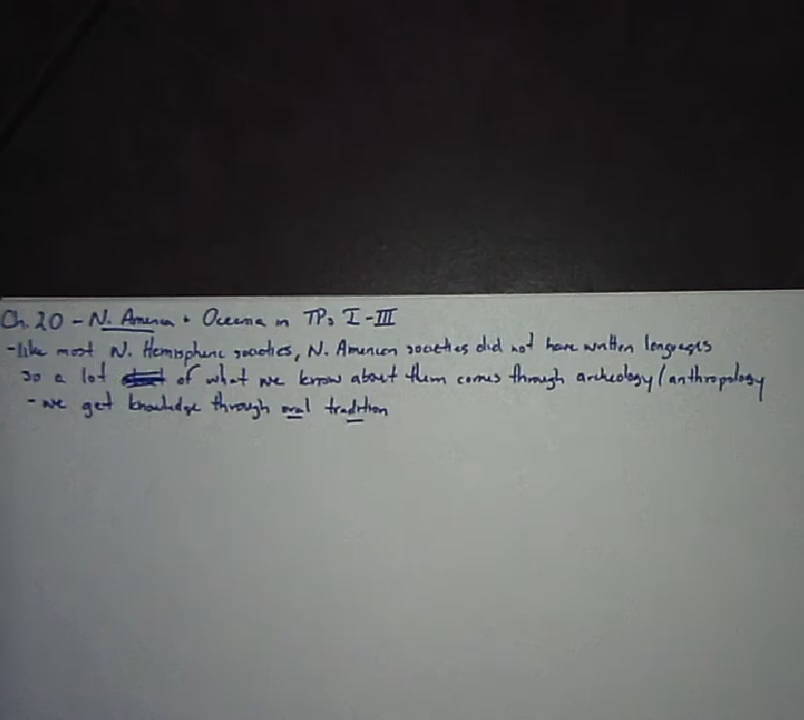 Ch. 20 - N. America + Oceania in TPs I-III
- like most N. Hemispheric societies, N. American societies did not have written languages
so a lot of what we know about them comes through archeology/anthropology
- we get knowledge through oral tradition